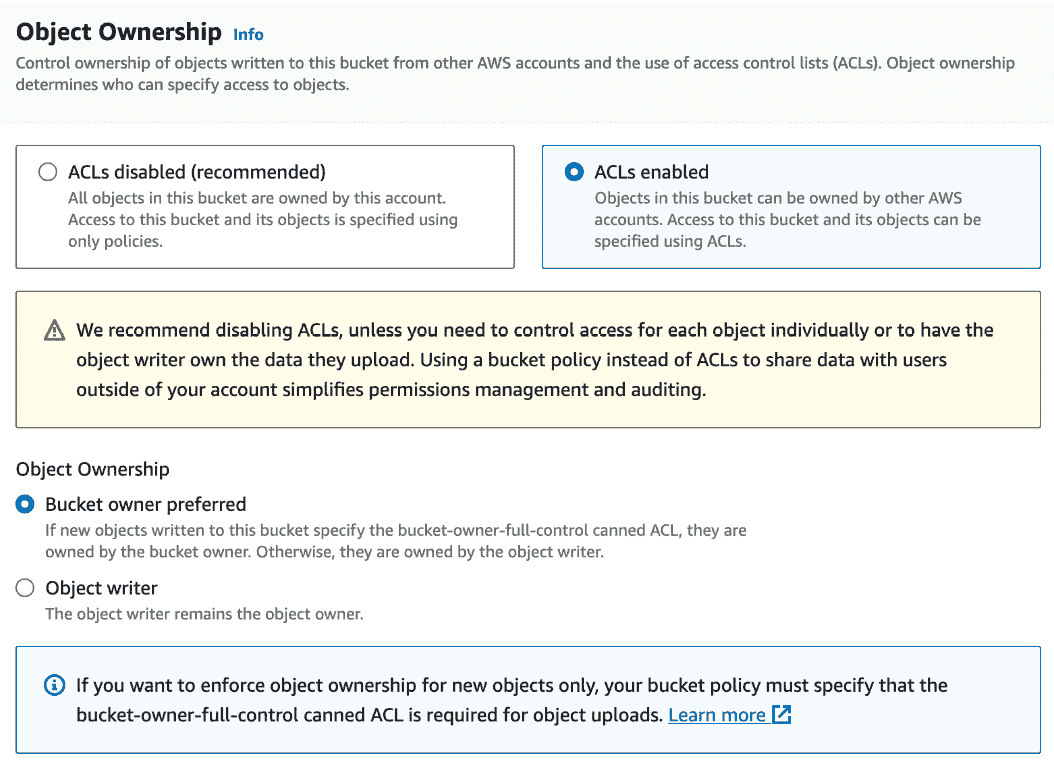 Object Ownership Info
Control ownership of objects written to this bucket from other AWS accounts and the use of access control lists (ACLs). Object ownership
determines who can specify access to objects.
ACLs disabled (recommended)
All objects in this bucket are owned by this account.
Access to this bucket and its objects is specified using
only policies.
ACLs enabled
Objects in this bucket can be owned by other AWS
accounts. Access to this bucket and its objects can be
specified using ACLs.
We recommend disabling ACLs, unless you need to control access for each object individually or to have the
object writer own the data they upload. Using a bucket policy instead of ACLs to share data with users
outside of your account simplifies permissions management and auditing.
Object Ownership
Bucket owner preferred
If new objects written to this bucket specify the bucket-owner-full-control canned ACL, they are
owned by the bucket owner. Otherwise, they are owned by the object writer.
Object writer
The object writer remains the object owner.
If you want to enforce object ownership for new objects only, your bucket policy must specify that the
bucket-owner-full-control canned ACL is required for object uploads. Learn more